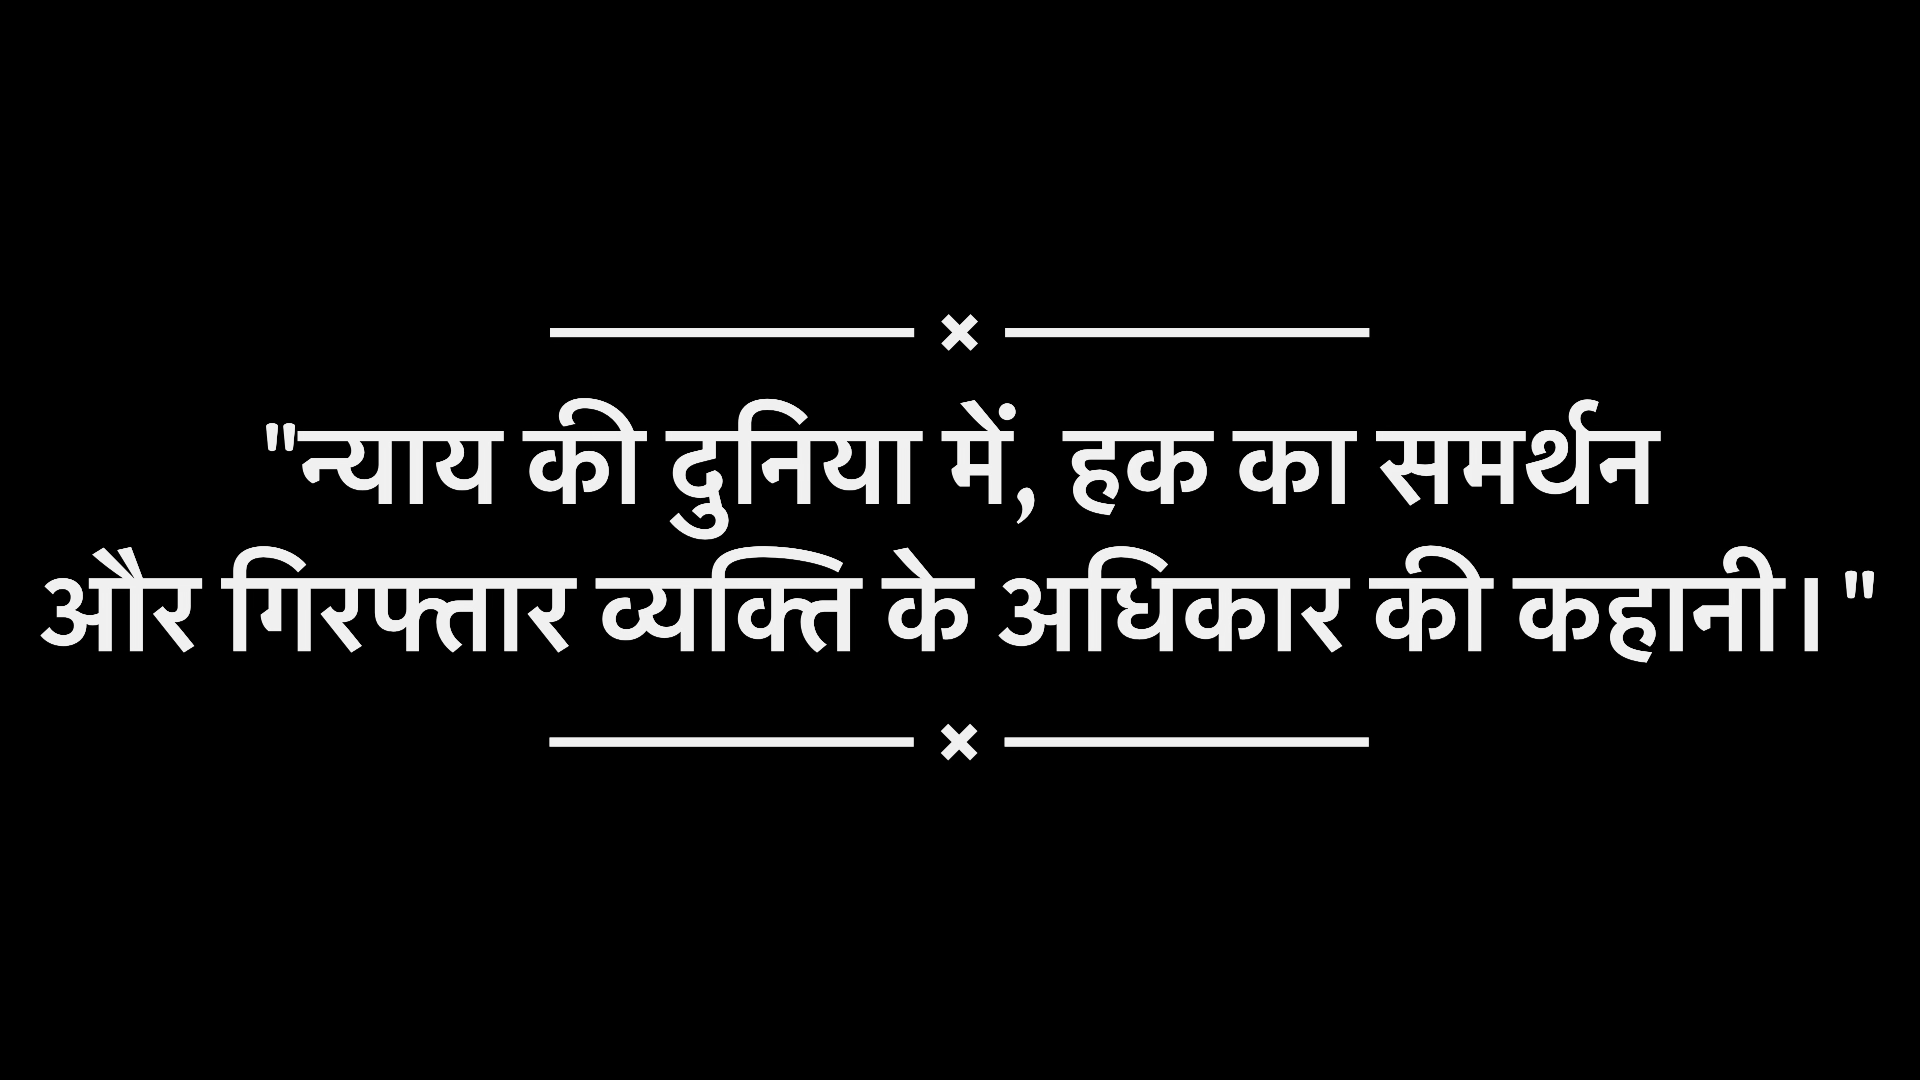 "न्याय की दुनिया में, हक का समर्थन
और गिरफ्तार व्यक्ति के अधिकार की कहानी। "